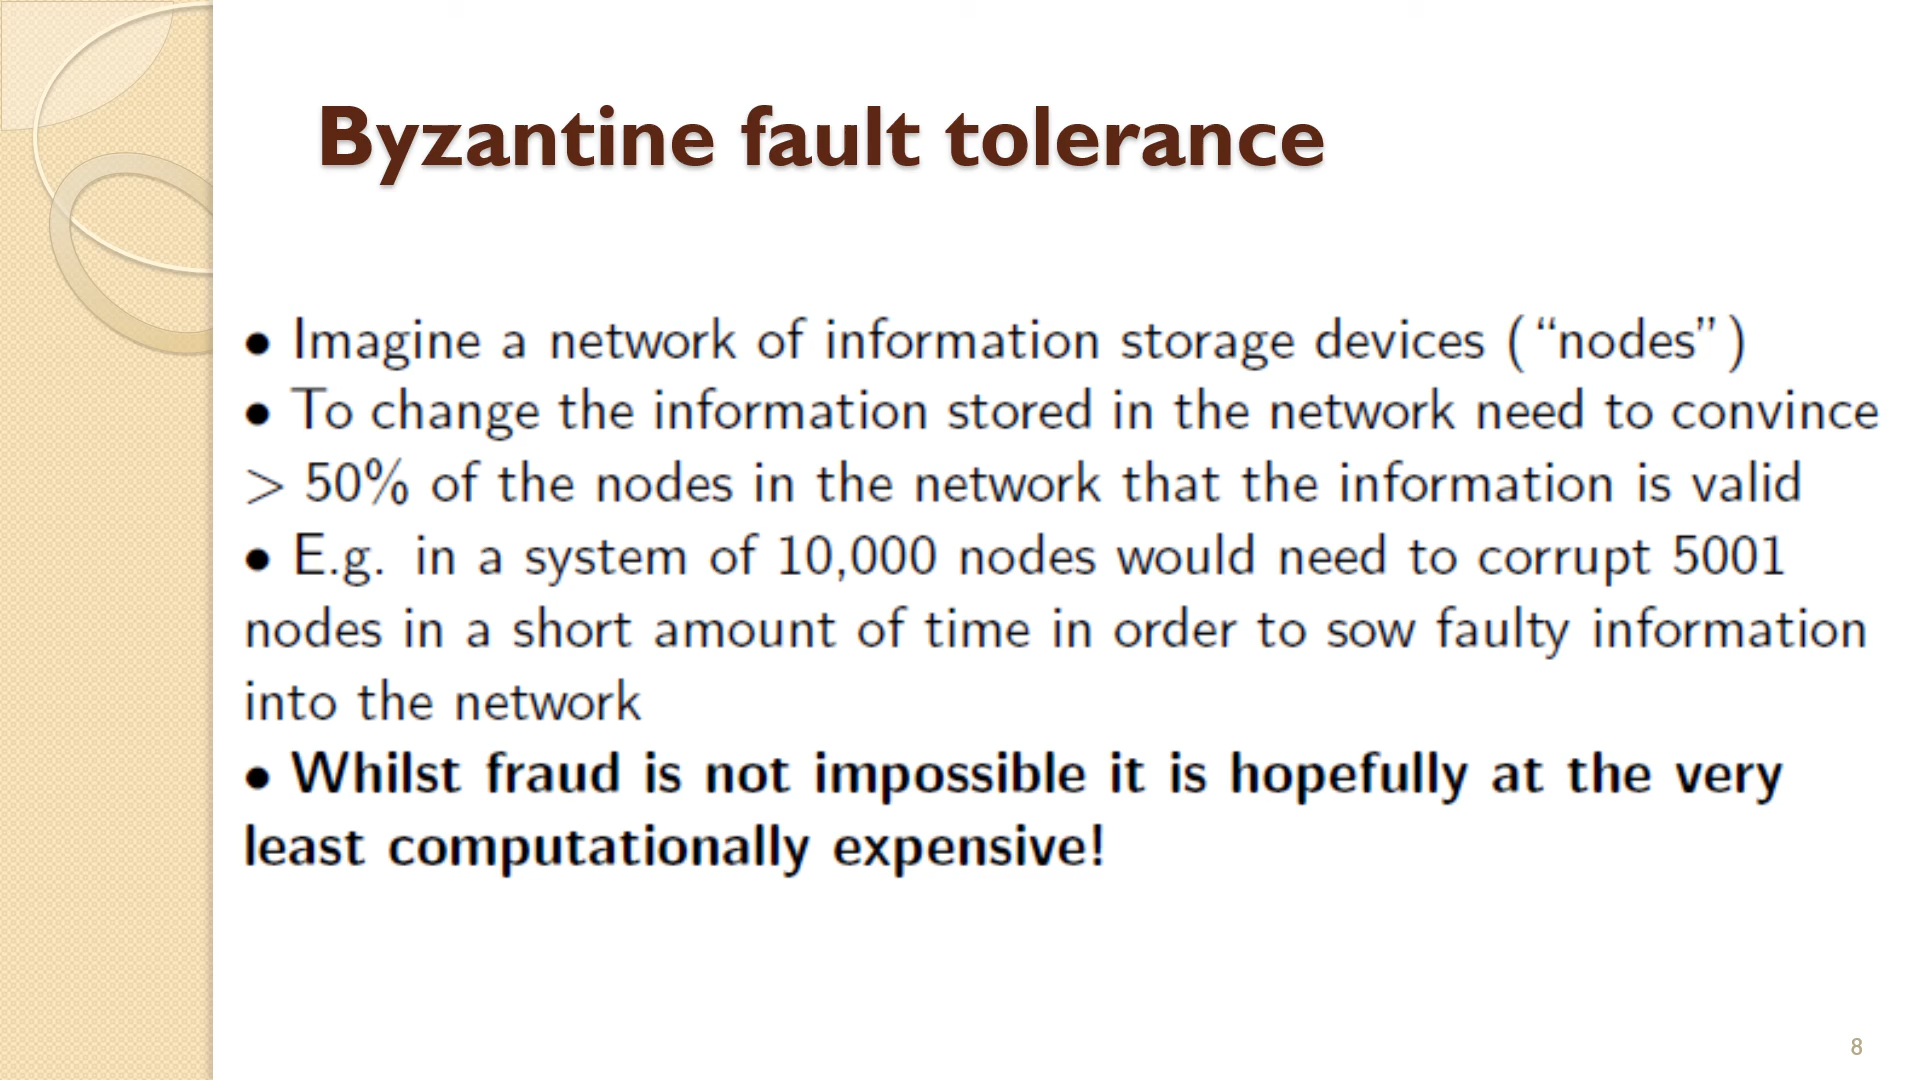 Byzantine fault tolerance
• Imagine a network of information storage devices (“nodes”)
• To change the information stored in the network need to convince
> 50% of the nodes in the network that the information is valid
• E.g. in a system of 10,000 nodes would need to corrupt 5001
nodes in a short amount of time in order to sow faulty information
into the network
• Whilst fraud is not impossible it is hopefully at the very
least computationally expensive!
8